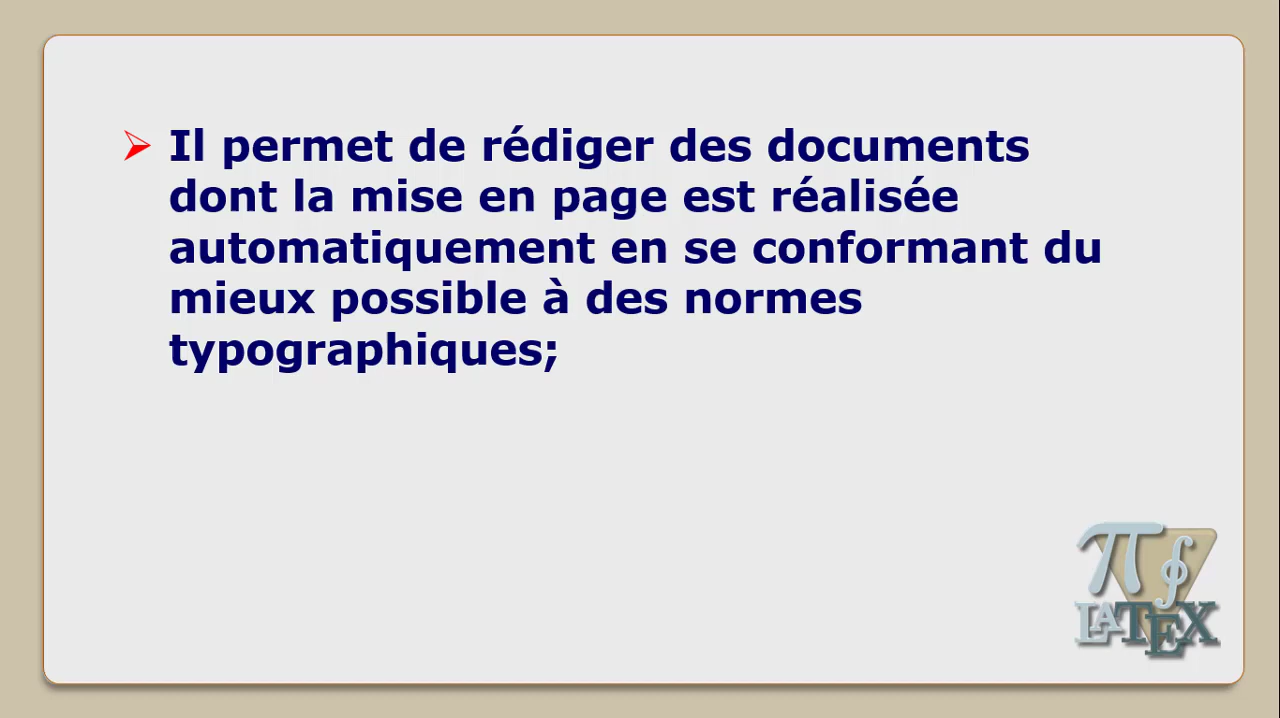 Il permet de rédiger des documents
dont la mise en page est réalisée
automatiquement en se conformant du
mieux possible à des normes
typographiques;
π∮
LATEX